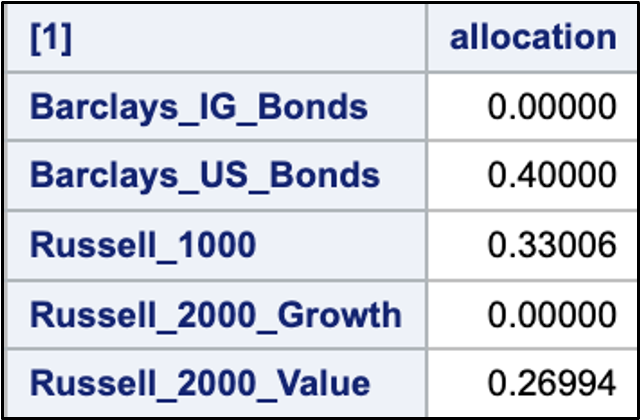 [1] allocation
Barclays_IG_Bonds 0.00000
Barclays_US_Bonds 0.40000
Russell_1000 0.33006
Russell_2000_Growth 0.00000
Russell_2000_Value 0.26994